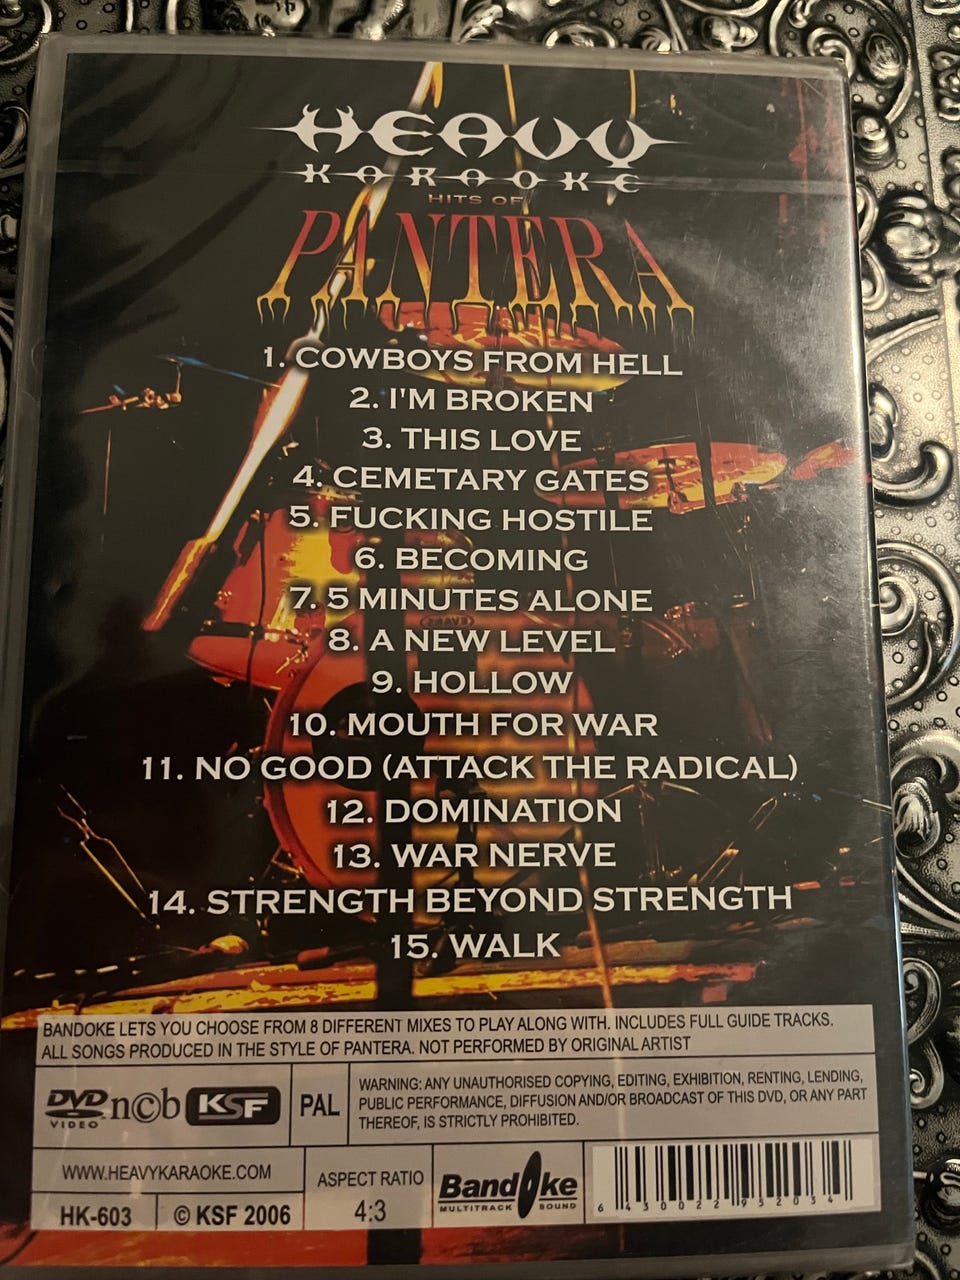 HEAVY
KARAOKE
HITS OF
PANTERA
1. COWBOYS FROM HELL
2. I'M BROKEN
3. THIS LOVE
4. CEMETARY GATES
5. FUCKING HOSTILE
6. BECOMING
7. 5 MINUTES ALONE
8. A NEW LEVEL
9. HOLLOW
10. MOUTH FOR WAR
11. NO GOOD (ATTACK THE RADICAL)
12. DOMINATION
13. WAR NERVE
14. STRENGTH BEYOND STRENGTH
15. WALK
BANDOKE LETS YOU CHOOSE FROM 8 DIFFERENT MIXES TO PLAY ALONG WITH. INCLUDES FULL GUIDE TRACKS.
ALL SONGS PRODUCED IN THE STYLE OF PANTERA. NOT PERFORMED BY ORIGINAL ARTIST
DVD VIDEO n©b KSF PAL
WARNING: ANY UNAUTHORISED COPYING, EDITING, EXHIBITION, RENTING, LENDING,
PUBLIC PERFORMANCE, DIFFUSION AND/OR BROADCAST OF THIS DVD, OR ANY PART
THEREOF, IS STRICTLY PROHIBITED.
WWW.HEAVYKARAOKE.COM
HK-603 © KSF 2006
ASPECT RATIO
4:3
Bandoke
MULTITRACK SOUND
6 430022 952034